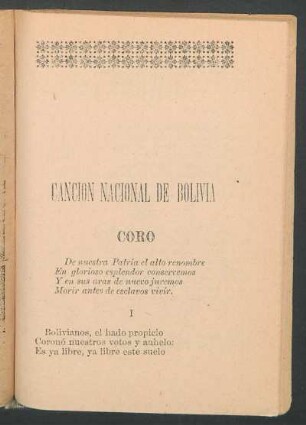 CANCION NACIONAL DE BOLIVIA
CORO
De nuestra Patria el alto renombre
En glorioso esplendor conservemos
Y en sus aras de nuevo juremos
Morir antes de esclavos vivir.
I
Bolivianos, el hado propicio
Coronó nuestros votos y anhelo:
Es ya libre, ya libre este suelo